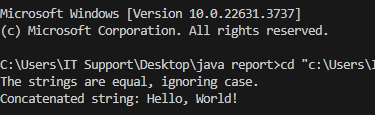 Microsoft Windows [Version 10.0.22631.3737]
(c) Microsoft Corporation. All rights reserved.
C:\Users\IT Support\Desktop\java report>cd "c:\Users\I
The strings are equal, ignoring case.
Concatenated string: Hello, World!